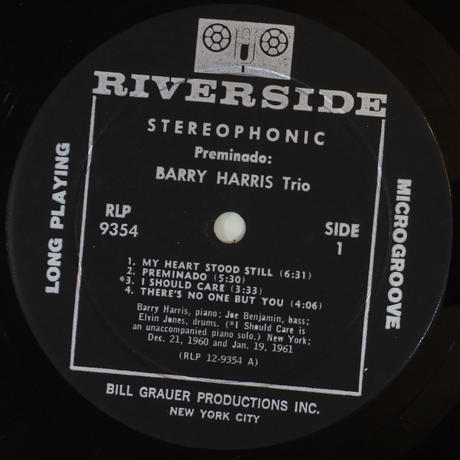 RIVERSIDE
STEREOPHONIC
Preminado:
BARRY HARRIS Trio
LONG PLAYING
RLP
9354
SIDE
1
MICROGROOVE
1. MY HEART STOOD STILL (6:31)
2. PREMINADO (5:30)
*3. I SHOULD CARE (3:33)
4. THERE'S NO ONE BUT YOU (4:06)
Barry Harris, piano; Joe Benjamin, bass;
Elvin Jones, drums. (*I Should Care is
an unaccompanied piano solo.) New York;
Dec. 21, 1960 and Jan. 19, 1961
(RLP 12-9354 A)
BILL GRAUER PRODUCTIONS INC.
NEW YORK CITY